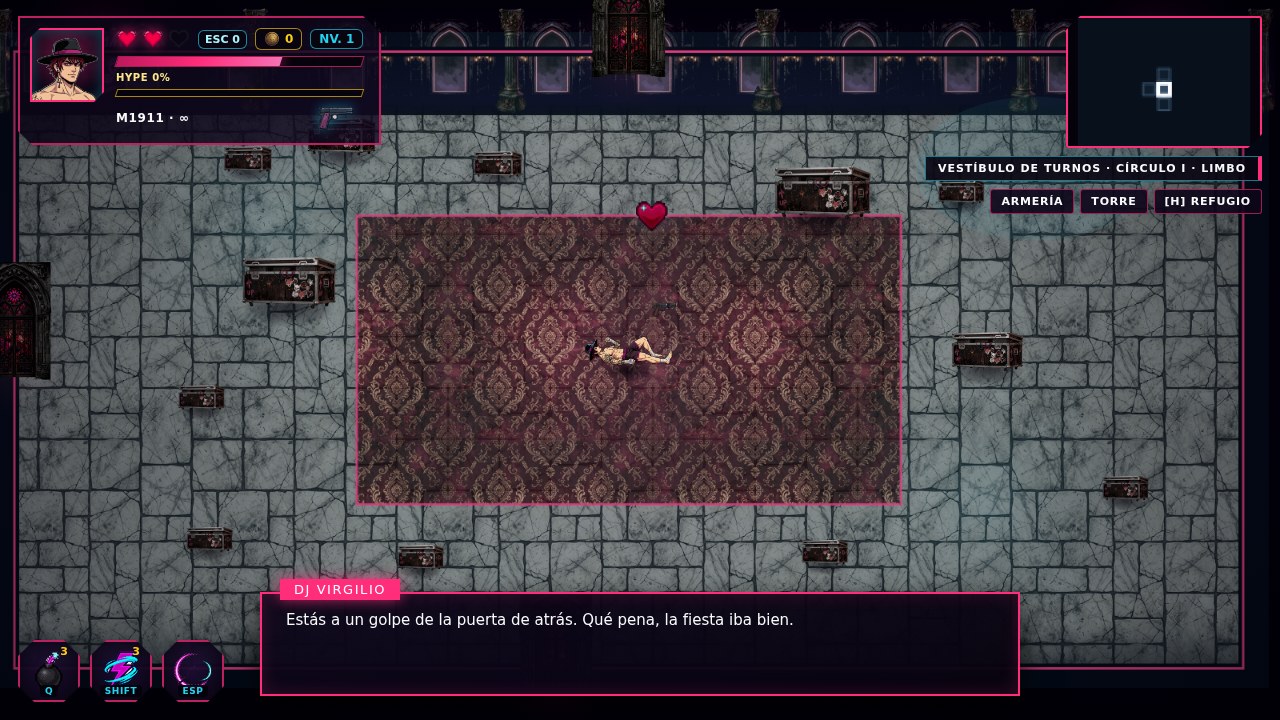 ESC 0
0
NV. 1
HYPE 0%
M1911 · ∞
VESTÍBULO DE TURNOS · CÍRCULO I · LIMBO
ARMERÍA
TORRE
[H] REFUGIO
DJ VIRGILIO
Estás a un golpe de la puerta de atrás. Qué pena, la fiesta iba bien.
3
Q
3
SHIFT
ESP